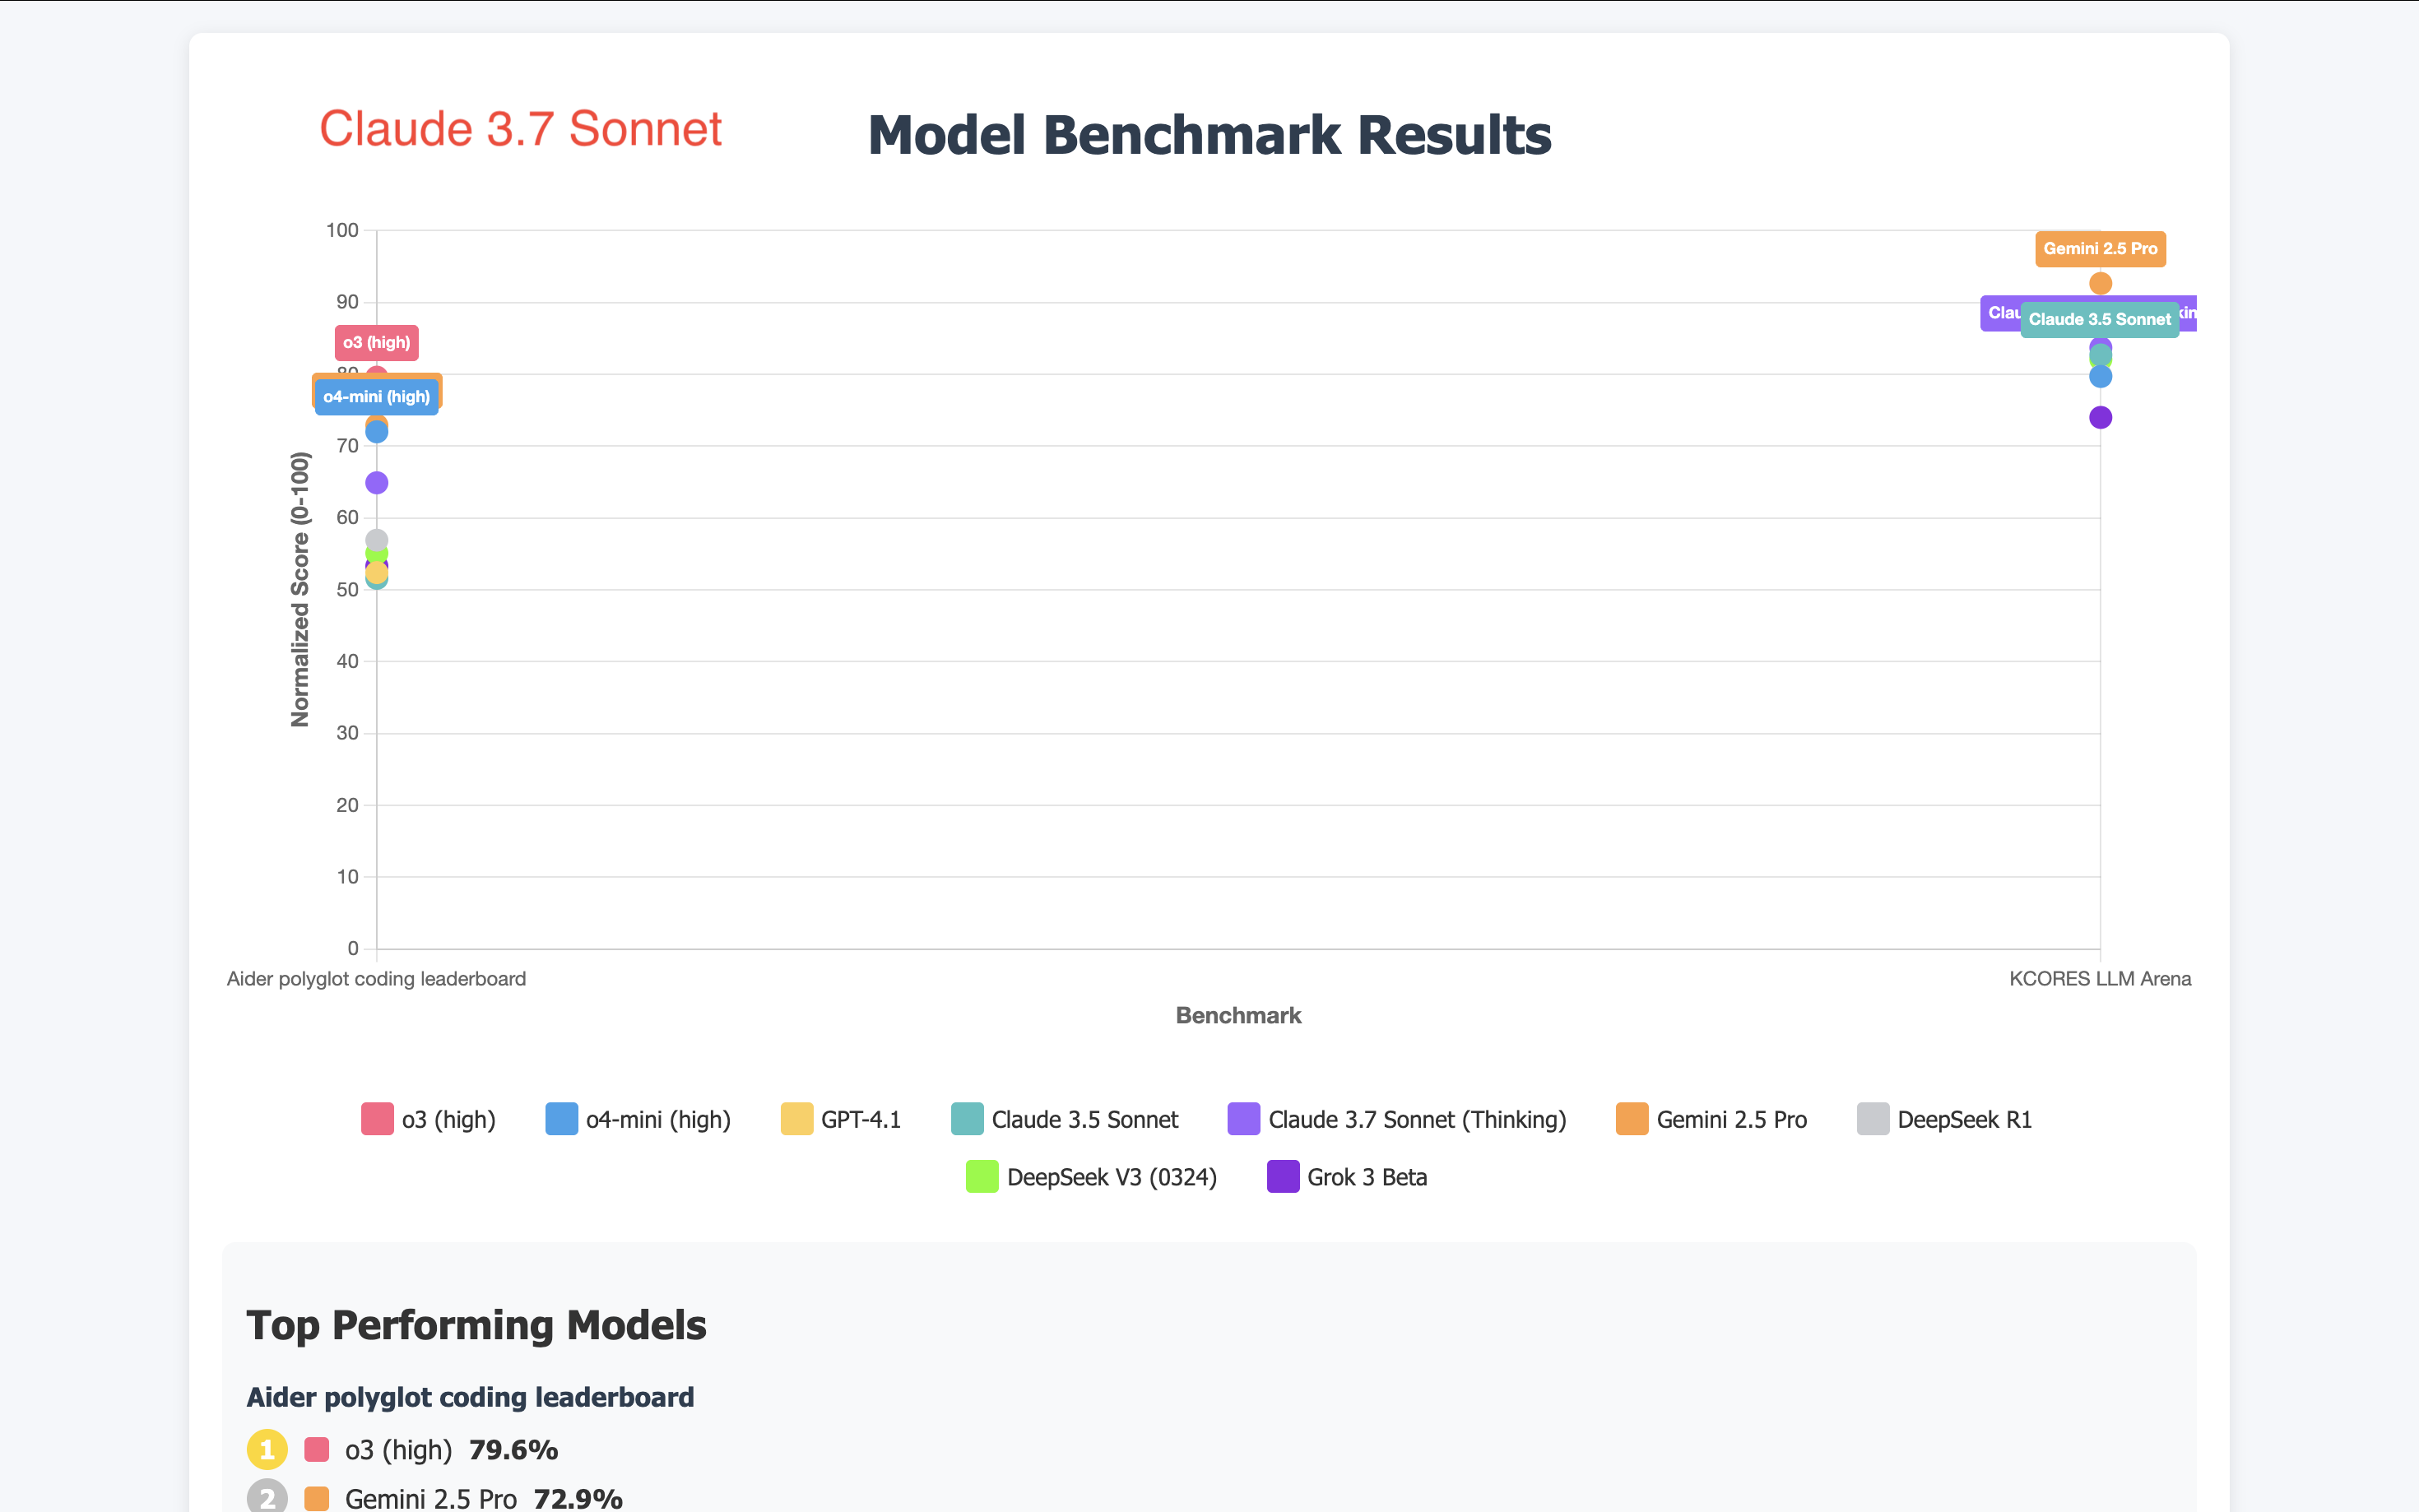 Claude 3.7 Sonnet
Model Benchmark Results
100
90
80
70
60
50
40
30
20
10
0
Normalized Score (0-100)
o3 (high)
o4-mini (high)
Gemini 2.5 Pro
Claude 3.5 Sonnet
Aider polyglot coding leaderboard
KCORES LLM Arena
Benchmark
o3 (high)
o4-mini (high)
GPT-4.1
Claude 3.5 Sonnet
Claude 3.7 Sonnet (Thinking)
Gemini 2.5 Pro
DeepSeek R1
DeepSeek V3 (0324)
Grok 3 Beta
Top Performing Models
Aider polyglot coding leaderboard
1 o3 (high) 79.6%
2 Gemini 2.5 Pro 72.9%